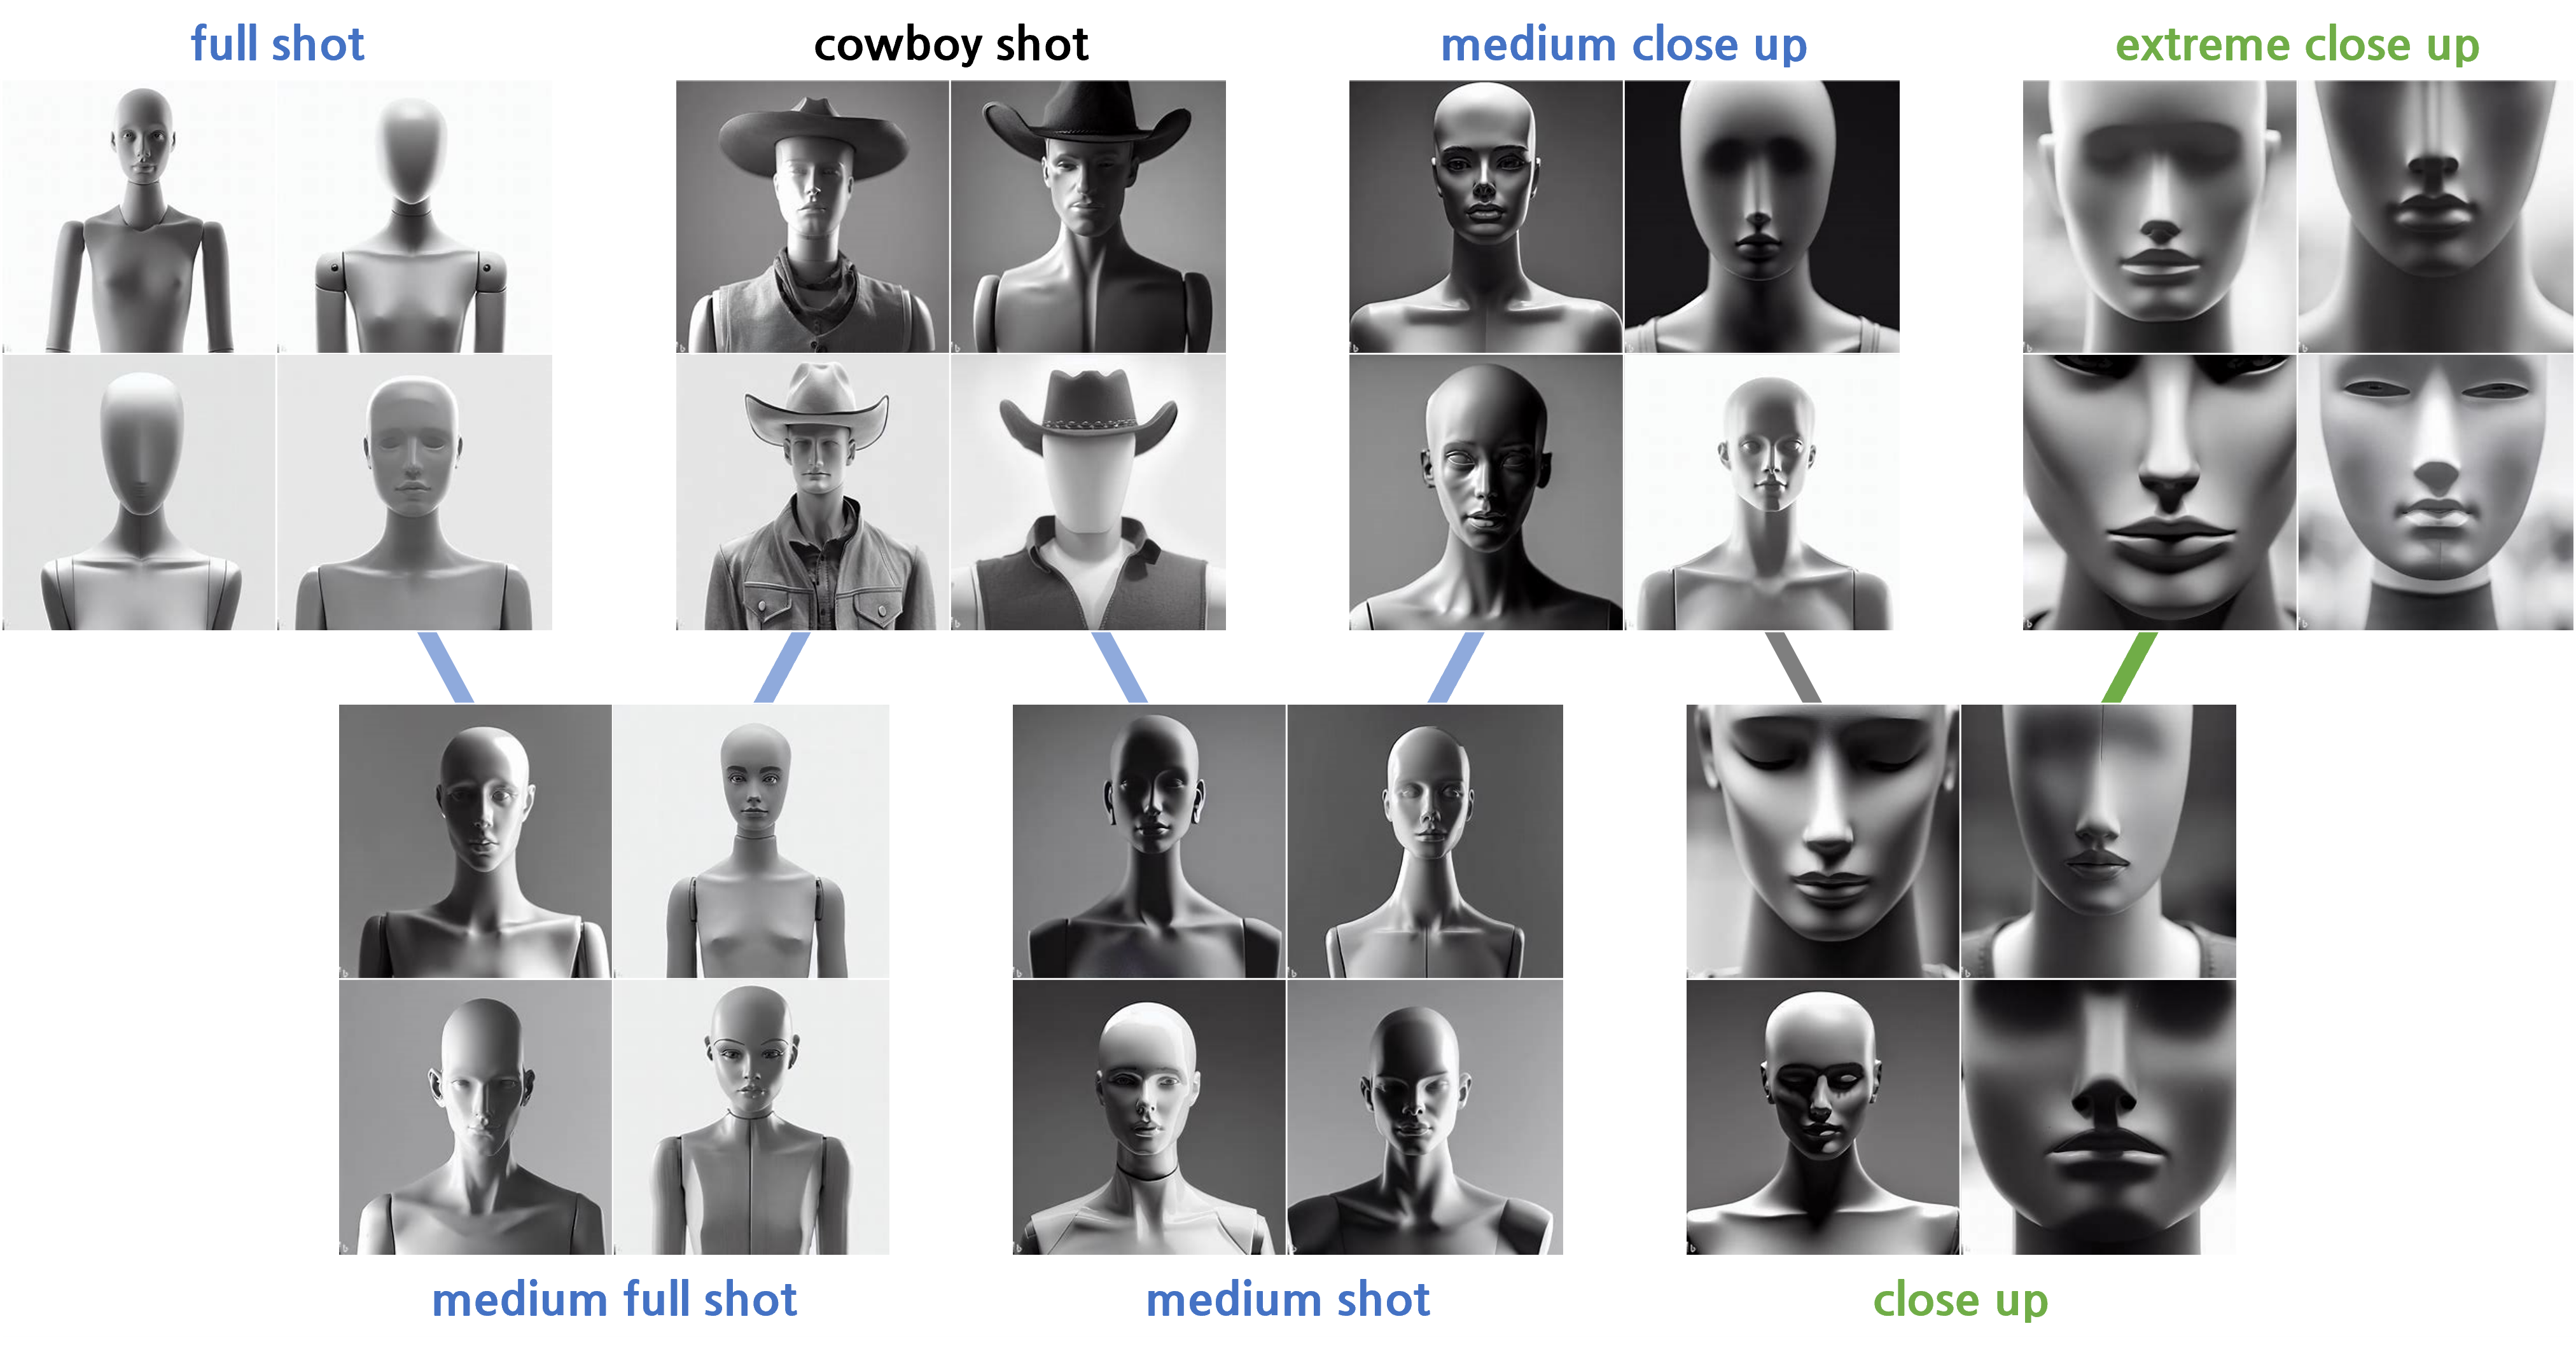 full shot
cowboy shot
medium close up
extreme close up
medium full shot
medium shot
close up